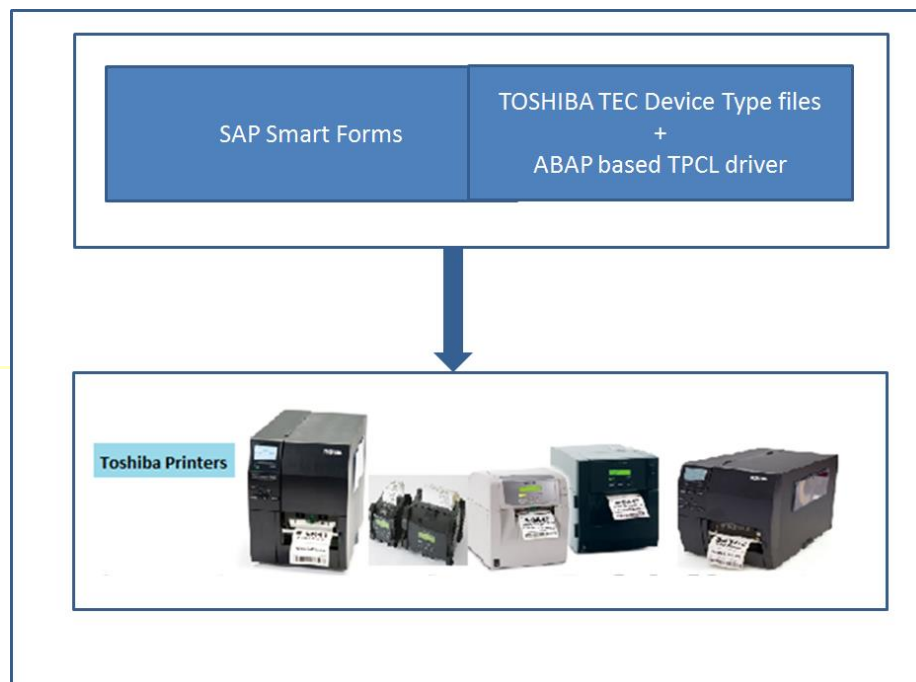 SAP Smart Forms
TOSHIBA TEC Device Type files
+
ABAP based TPCL driver
Toshiba Printers